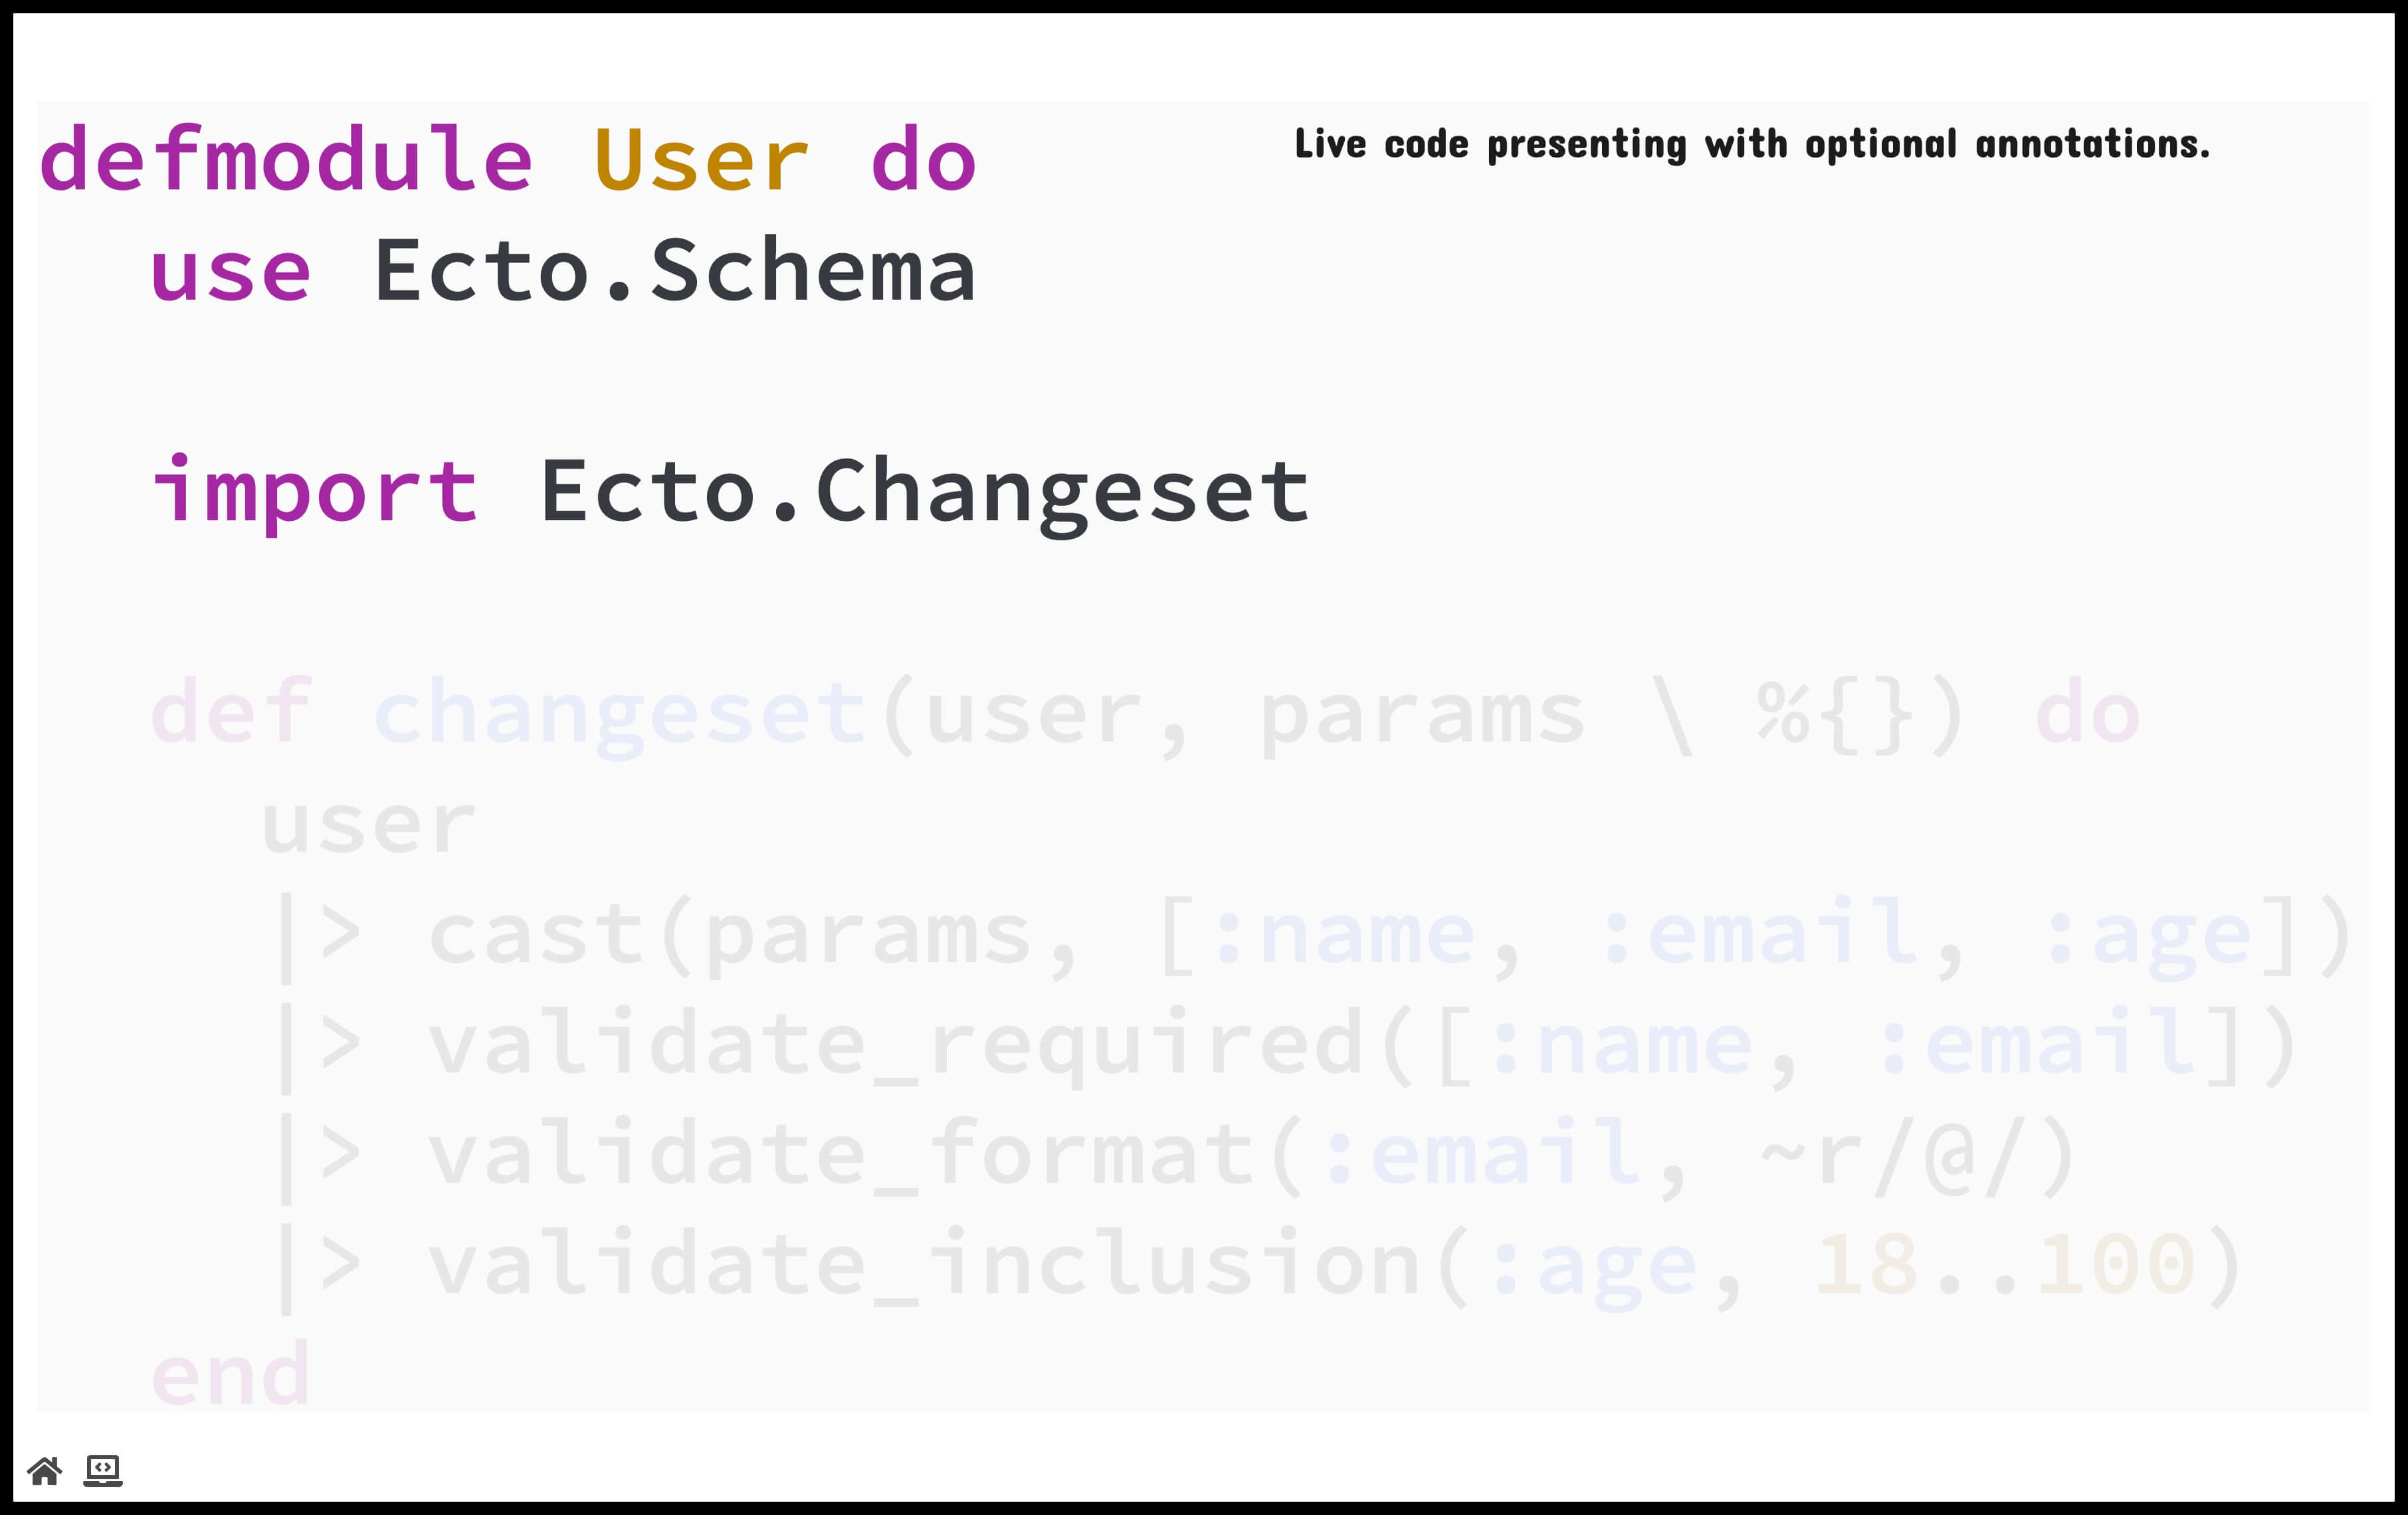 defmodule User do
Live code presenting with optional annotations.
  use Ecto.Schema

  import Ecto.Changeset

  def changeset(user, params \ %{}) do
    user
    |> cast(params, [:name, :email, :age])
    |> validate_required([:name, :email])
    |> validate_format(:email, ~r/@/)
    |> validate_inclusion(:age, 18..100)
  end